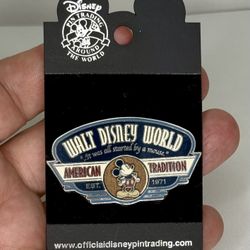 Disney
PIN TRADING
AROUND
THE WORLD
WALT DISNEY WORLD
"...it was all started by a mouse"
AMERICAN TRADITION
EST. 1971
www.officialdisneypintrading.com